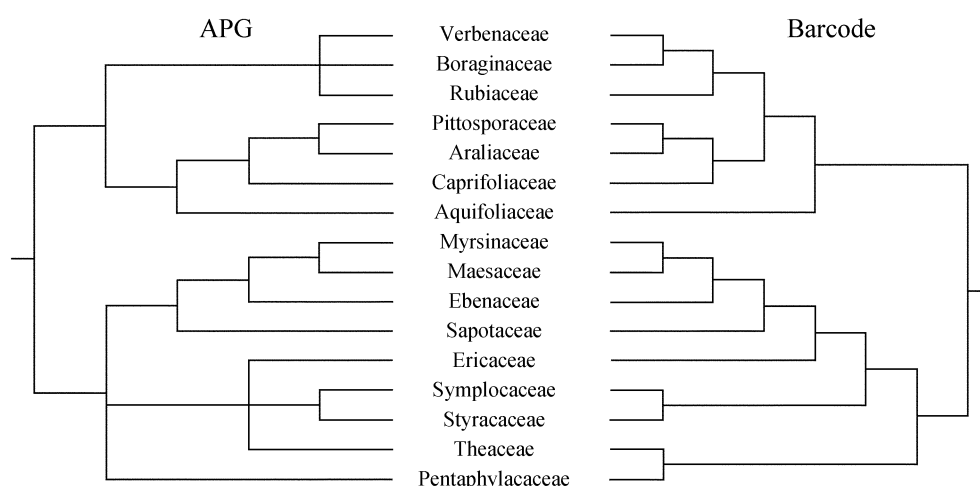 APG
Barcode
Verbenaceae
Boraginaceae
Rubiaceae
Pittosporaceae
Araliaceae
Caprifoliaceae
Aquifoliaceae
Myrsinaceae
Maesaceae
Ebenaceae
Sapotaceae
Ericaceae
Symplocaceae
Styracaceae
Theaceae
Pentaphylacaceae